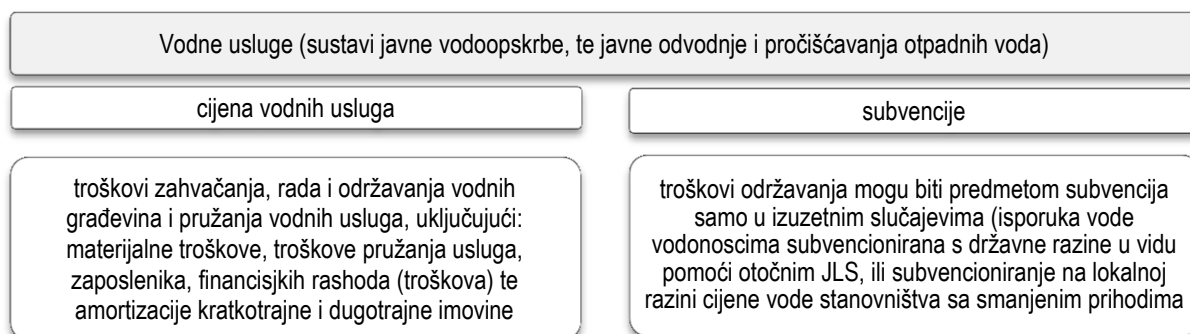 Vodne usluge (sustavi javne vodoopskrbe, te javne odvodnje i pročišćavanja otpadnih voda)
cijena vodnih usluga
subvencije
troškovi zahvačanja, rada i održavanja vodnih
građevina i pružanja vodnih usluga, uključujući:
materijalne troškove, troškove pružanja usluga,
zaposlenika, financisjkih rashoda (troškova) te
amortizacije kratkotrajne i dugotrajne imovine
troškovi održavanja mogu biti predmetom subvencija
samo u izuzetnim slučajevima (isporuka vode
vodonoscima subvencionirana s državne razine u vidu
pomoći otočnim JLS, ili subvencioniranje na lokalnoj
razini cijene vode stanovništva sa smanjenim prihodima